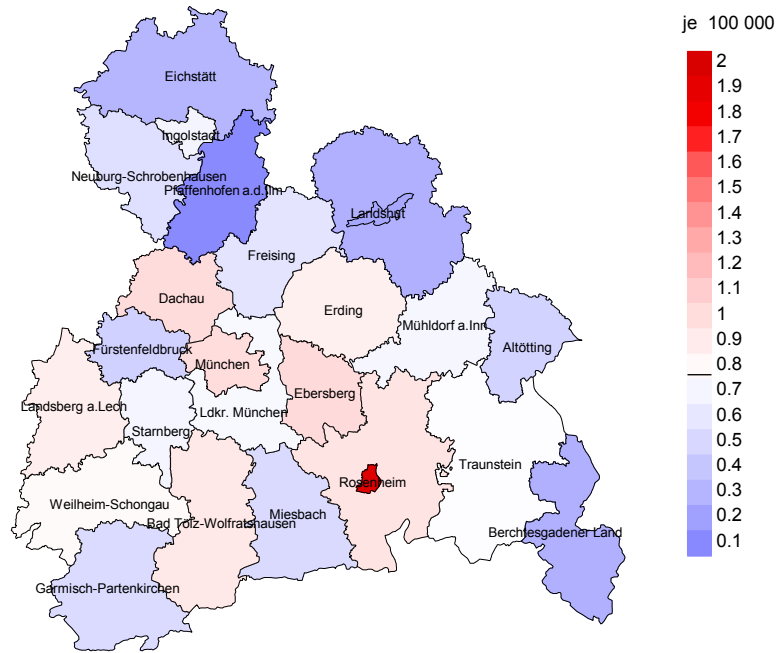 je 100 000
2
1.9
1.8
1.7
1.6
1.5
1.4
1.3
1.2
1.1
1
0.9
0.8
0.7
0.6
0.5
0.4
0.3
0.2
0.1
Eichstätt
Ingolstadt
Neuburg-Schrobenhausen
Pfaffenhofen a.d.Ilm
Landshut
Freising
Dachau
Erding
Mühldorf a.Inn
Altötting
Fürstenfeldbruck
München
Ebersberg
Landsberg a.Lech
Ldkr. München
Starnberg
Traunstein
Rosenheim
Weilheim-Schongau
Miesbach
Bad Tölz-Wolfratshausen
Berchtesgadener Land
Garmisch-Partenkirchen